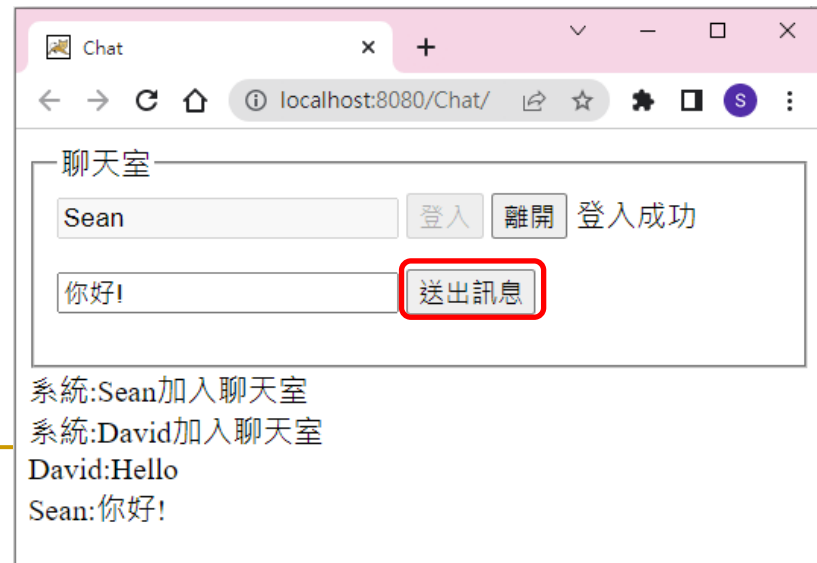 Chat
localhost:8080/Chat/
S
聊天室
Sean 登入 離開 登入成功
你好! 送出訊息
系統:Sean加入聊天室
系統:David加入聊天室
David:Hello
Sean:你好!